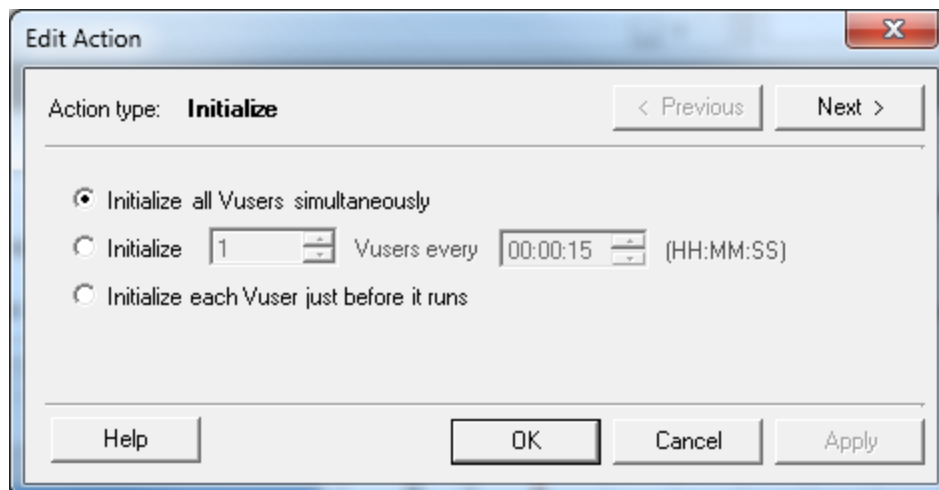 Edit Action
Action type: Initialize < Previous Next >
Initialize all Vusers simultaneously
Initialize 1 Vusers every 00:00:15 (HH:MM:SS)
Initialize each Vuser just before it runs
Help OK Cancel Apply